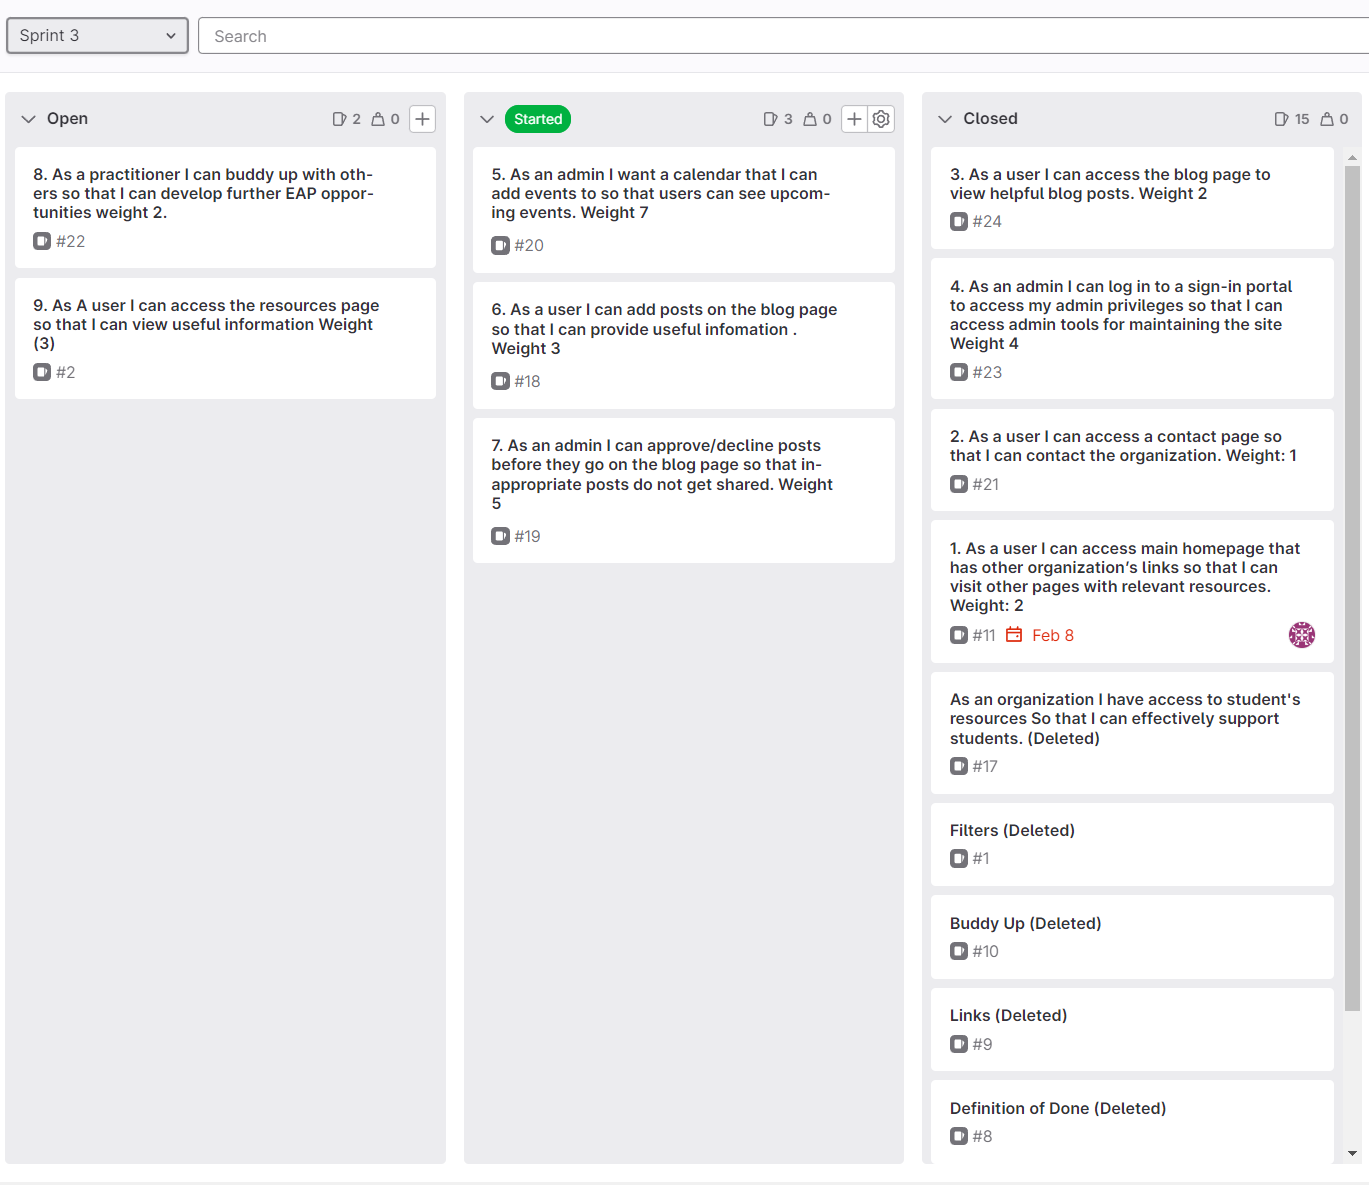 Sprint 3
Search
Open
2
0
8. As a practitioner I can buddy up with oth-
ers so that I can develop further EAP oppor-
tunities weight 2.
#22
9. As A user I can access the resources page
so that I can view useful information Weight
(3)
#2
Started
3
0
5. As an admin I want a calendar that I can
add events to so that users can see upcom-
ing events. Weight 7
#20
6. As a user I can add posts on the blog page
so that I can provide useful infomation .
Weight 3
#18
7. As an admin I can approve/decline posts
before they go on the blog page so that in-
appropriate posts do not get shared. Weight
5
#19
Closed
15
0
3. As a user I can access the blog page to
view helpful blog posts. Weight 2
#24
4. As an admin I can log in to a sign-in portal
to access my admin privileges so that I can
access admin tools for maintaining the site
Weight 4
#23
2. As a user I can access a contact page so
that I can contact the organization. Weight: 1
#21
1. As a user I can access main homepage that
has other organization’s links so that I can
visit other pages with relevant resources.
Weight: 2
#11 Feb 8
As an organization I have access to student's
resources So that I can effectively support
students. (Deleted)
#17
Filters (Deleted)
#1
Buddy Up (Deleted)
#10
Links (Deleted)
#9
Definition of Done (Deleted)
#8